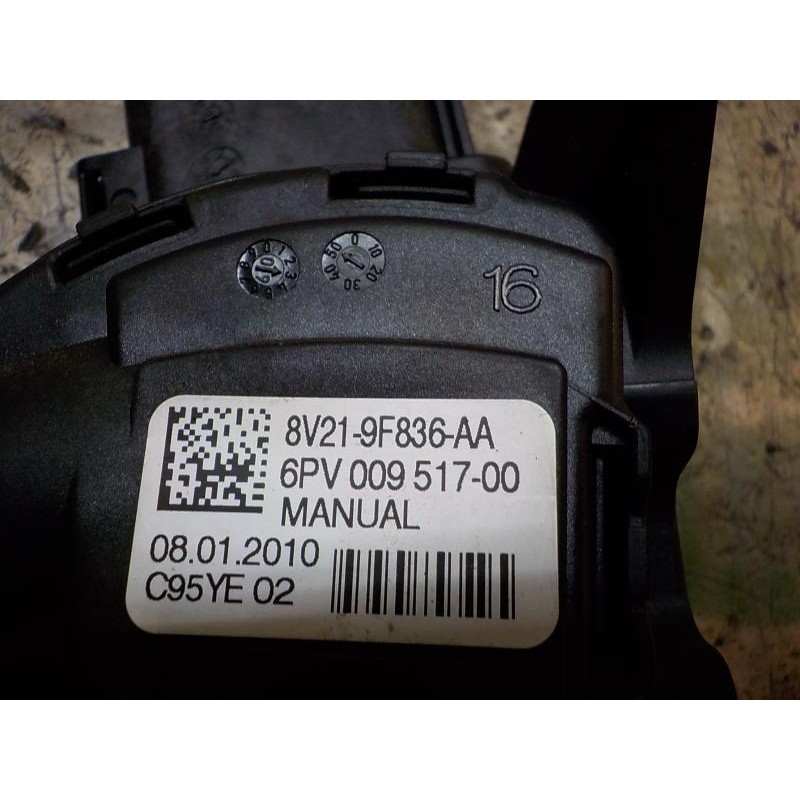 16
8V21-9F836-AA
6PV 009 517-00
MANUAL
08.01.2010
C95YE 02